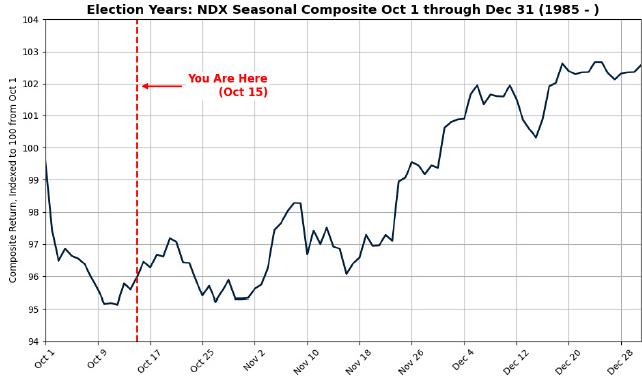 Election Years: NDX Seasonal Composite Oct 1 through Dec 31 (1985 - )
Composite Return, Indexed to 100 from Oct 1
104
103
102
101
100
99
98
97
96
95
94
You Are Here
(Oct 15)
Oct 1
Oct 9
Oct 17
Oct 25
Nov 2
Nov 10
Nov 18
Nov 26
Dec 4
Dec 12
Dec 20
Dec 28